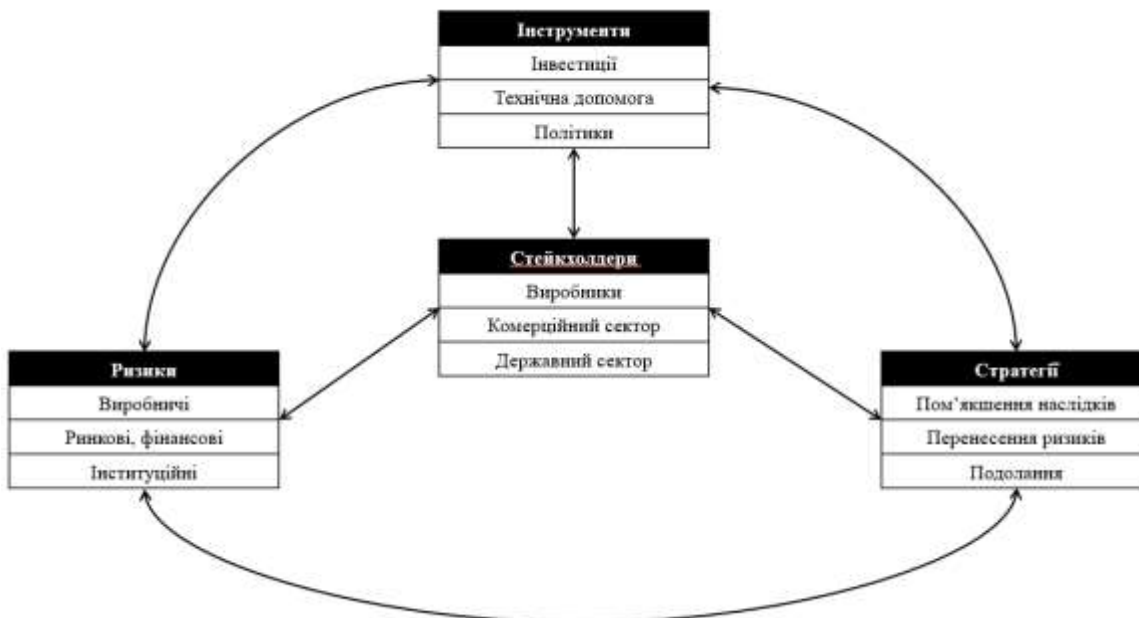 Інструменти
Інвестиції
Технічна допомога
Політики
Стейкхолдери
Виробники
Комерційний сектор
Державний сектор
Ризики
Виробничі
Ринкові, фінансові
Інституційні
Стратегії
Пом’якшення наслідків
Перенесення ризиків
Подолання